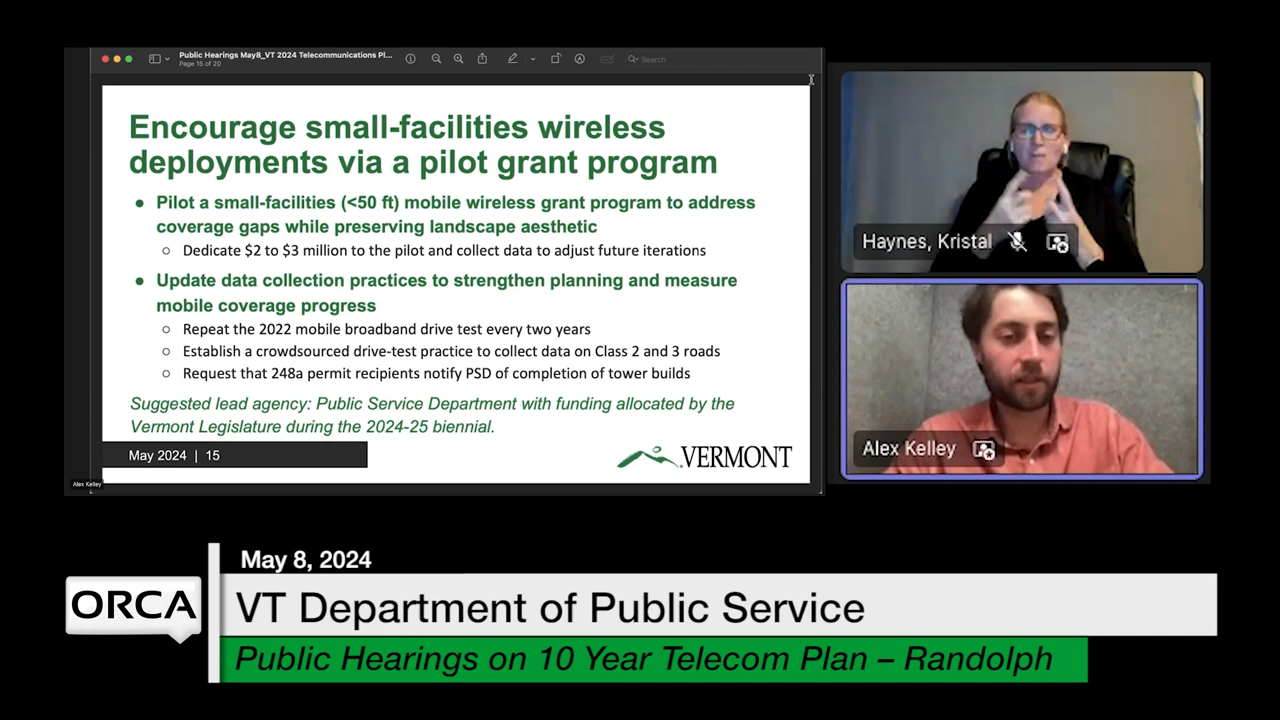 Public Hearings May8_VT 2024 Telecommunications Pl...
Page 15 of 20
Search
Encourage small-facilities wireless
deployments via a pilot grant program
● Pilot a small-facilities (<50 ft) mobile wireless grant program to address
coverage gaps while preserving landscape aesthetic
○ Dedicate $2 to $3 million to the pilot and collect data to adjust future iterations
● Update data collection practices to strengthen planning and measure
mobile coverage progress
○ Repeat the 2022 mobile broadband drive test every two years
○ Establish a crowdsourced drive-test practice to collect data on Class 2 and 3 roads
○ Request that 248a permit recipients notify PSD of completion of tower builds
Suggested lead agency: Public Service Department with funding allocated by the
Vermont Legislature during the 2024-25 biennial.
May 2024 | 15
VERMONT
Alex Kelley
Haynes, Kristal
Alex Kelley
May 8, 2024
ORCA
VT Department of Public Service
Public Hearings on 10 Year Telecom Plan – Randolph